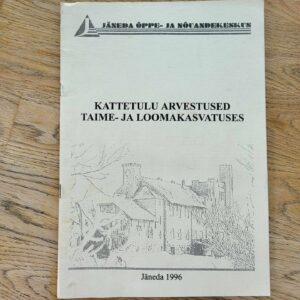 JÄNEDA ÕPPE- JA NÕUANDEKESKUS
KATTETULU ARVESTUSED
TAIME- JA LOOMAKASVATUSES
Jäneda 1996